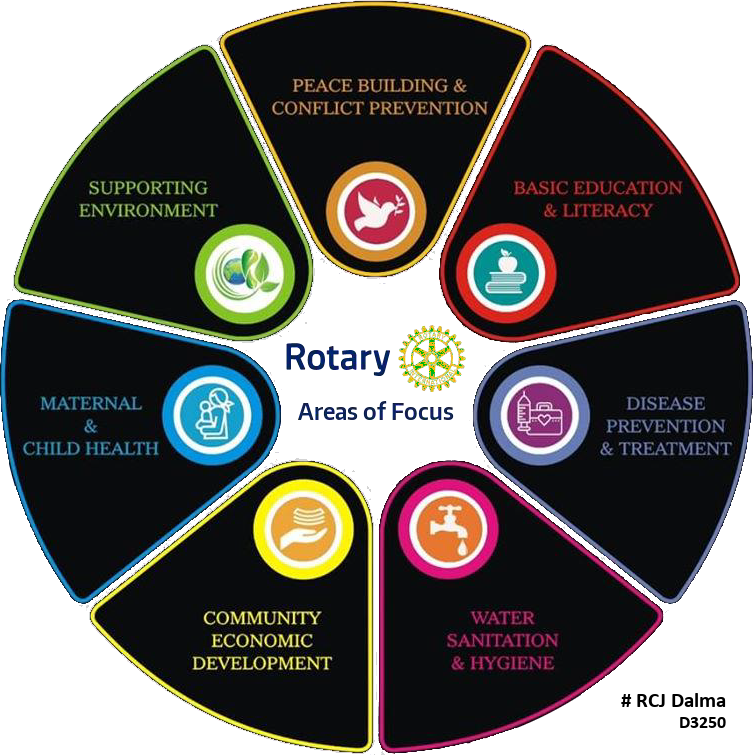 PEACE BUILDING &
CONFLICT PREVENTION
BASIC EDUCATION
& LITERACY
DISEASE
PREVENTION
& TREATMENT
WATER
SANITATION
& HYGIENE
COMMUNITY
ECONOMIC
DEVELOPMENT
MATERNAL
&
CHILD HEALTH
SUPPORTING
ENVIRONMENT
Rotary
Areas of Focus
# RCJ Dalma
D3250